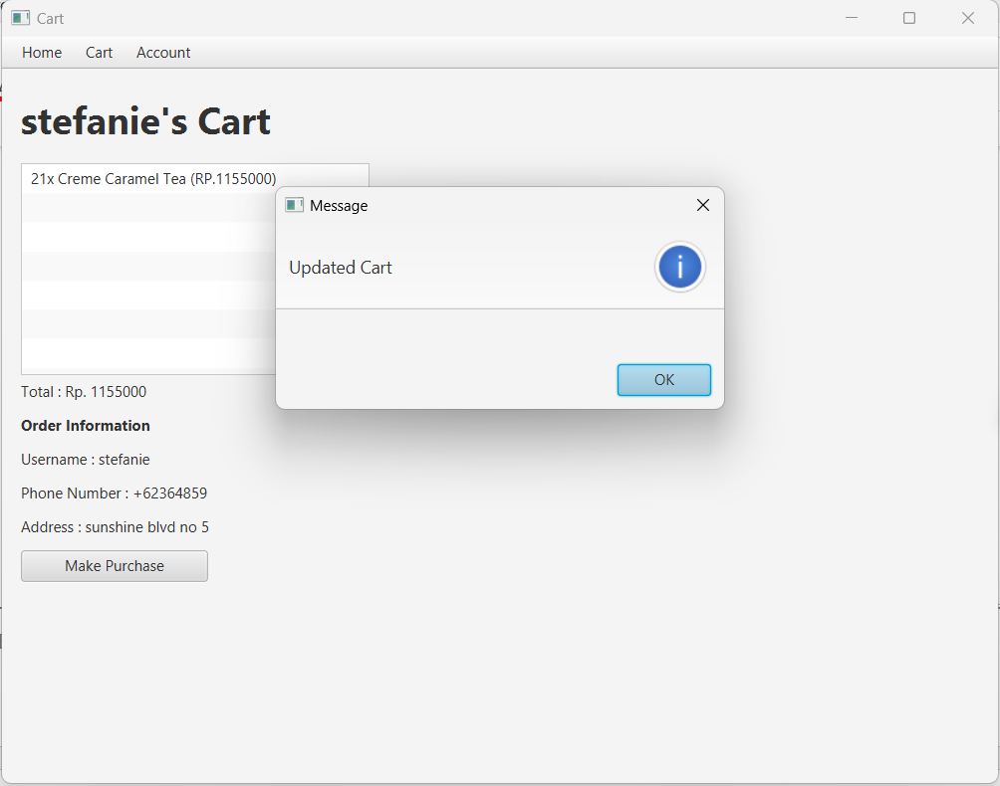 Cart
Home Cart Account
stefanie's Cart
21x Creme Caramel Tea (RP.1155000)
Message
Updated Cart
OK
Total : Rp. 1155000
Order Information
Username : stefanie
Phone Number : +62364859
Address : sunshine blvd no 5
Make Purchase